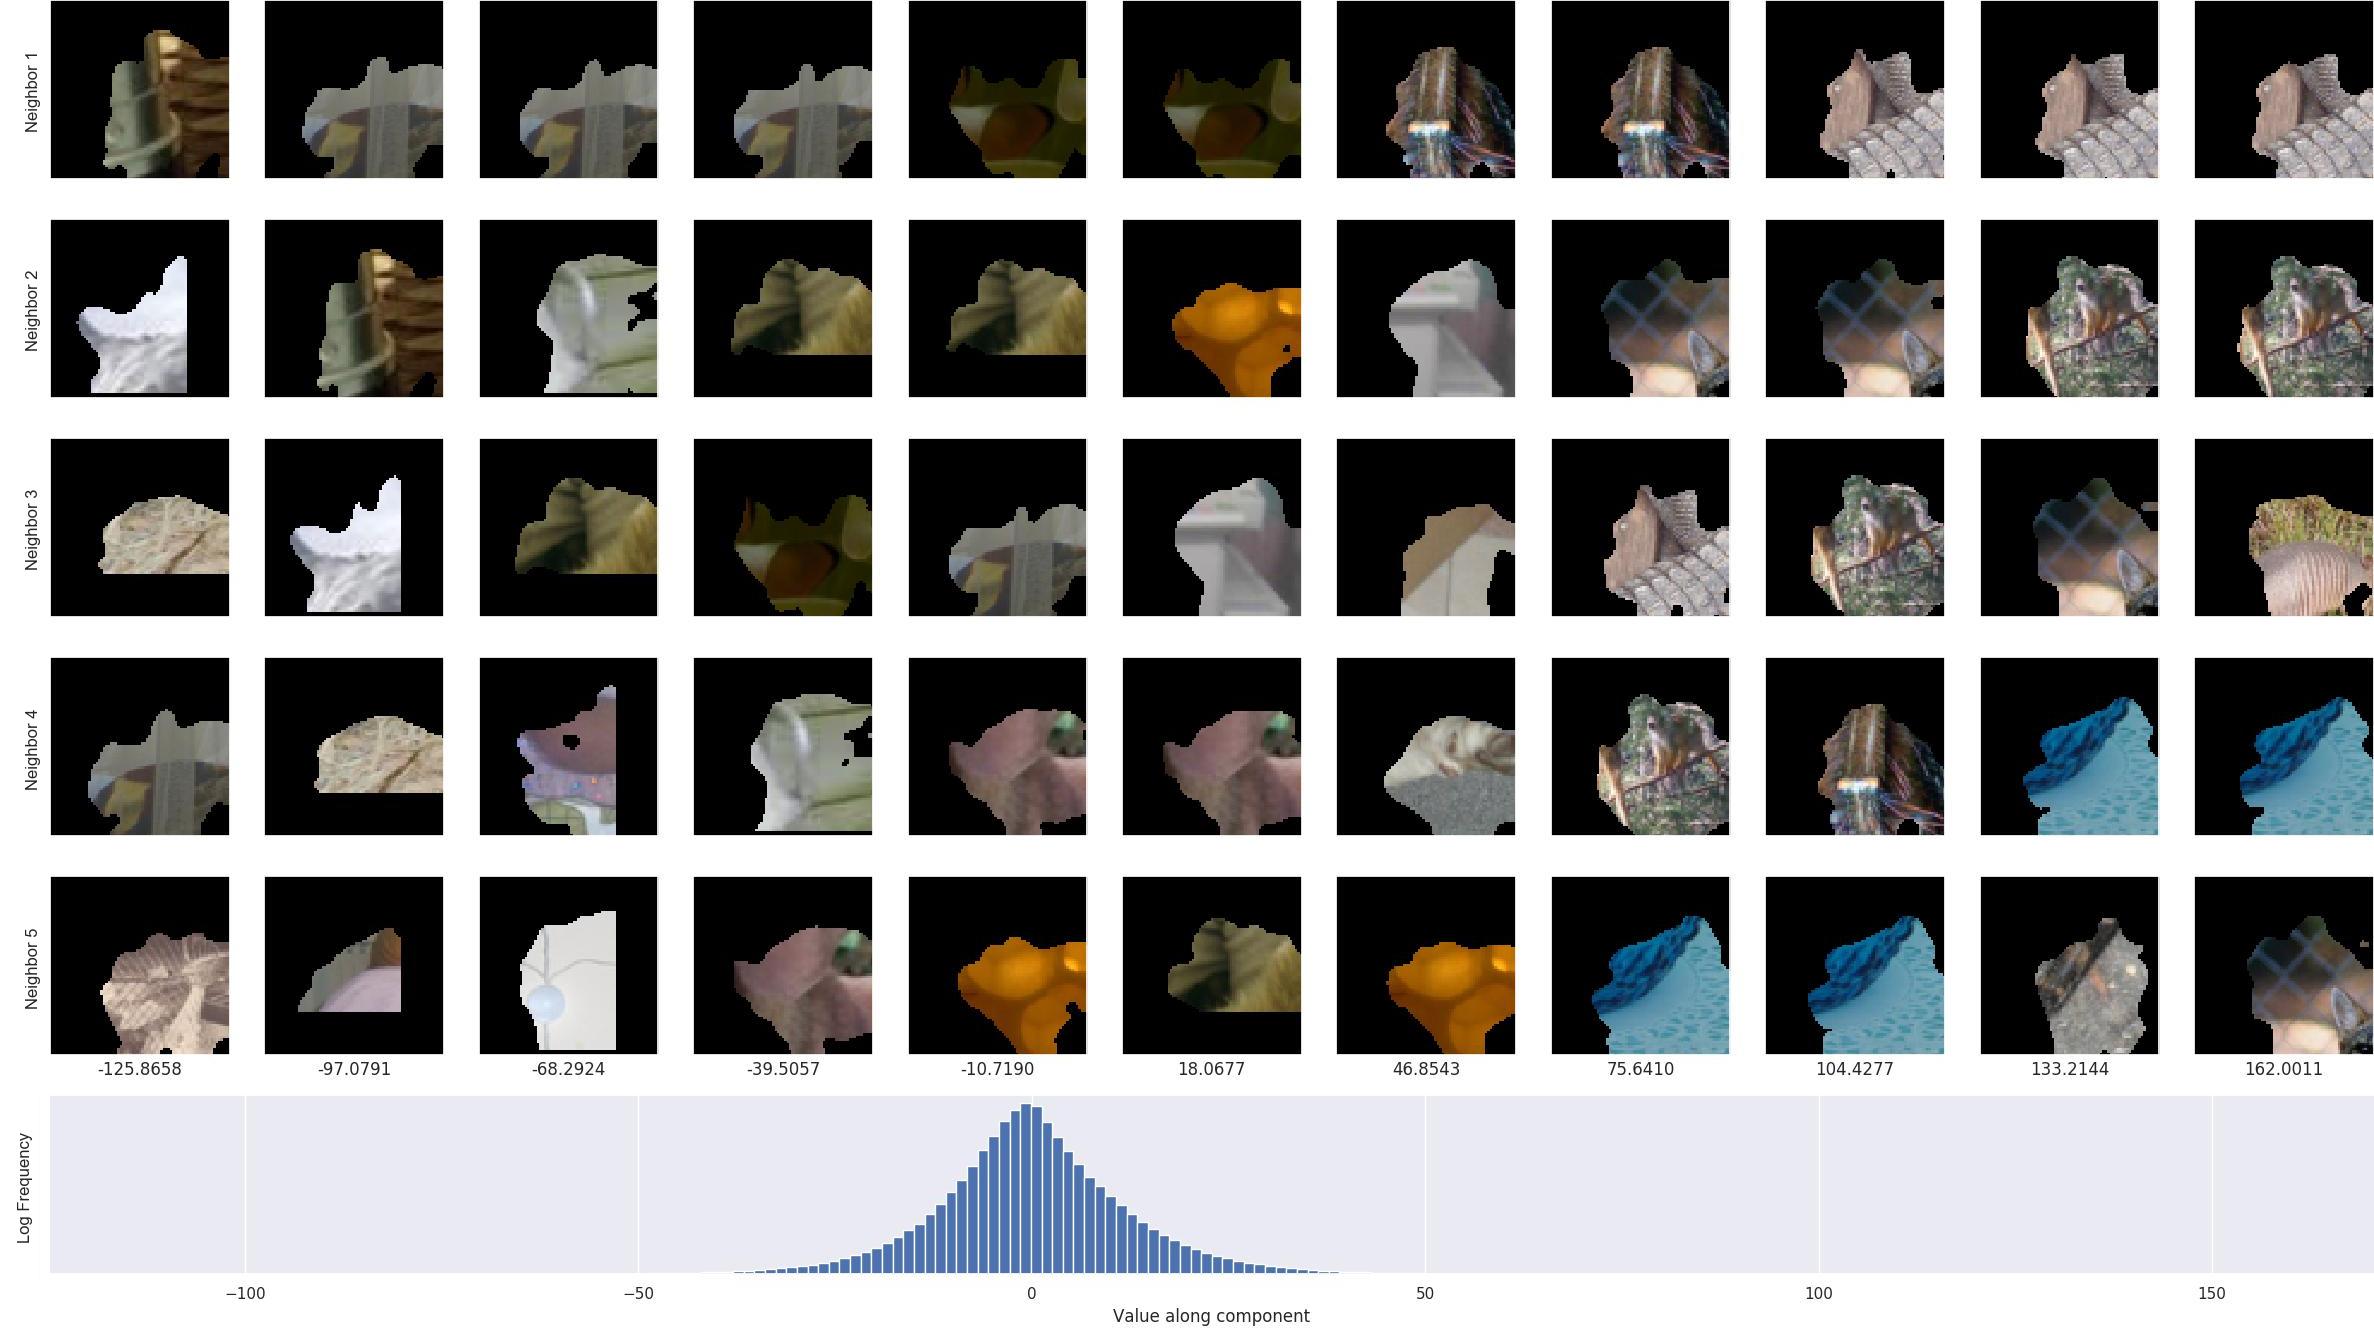 Neighbor 1
Neighbor 2
Neighbor 3
Neighbor 4
Neighbor 5
-125.8658 -97.0791 -68.2924 -39.5057 -10.7190 18.0677 46.8543 75.6410 104.4277 133.2144 162.0011
Log Frequency
−100 −50 0 50 100 150
Value along component